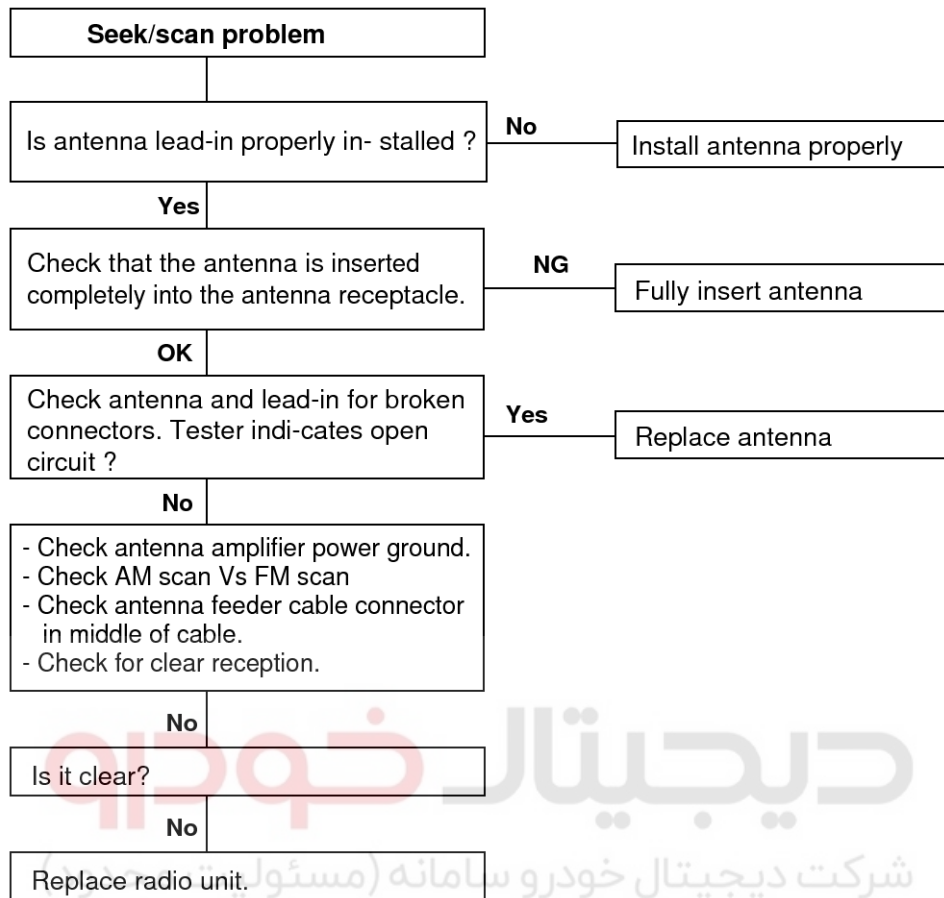 Seek/scan problem
Is antenna lead-in properly in- stalled ?
No
Install antenna properly
Yes
Check that the antenna is inserted
completely into the antenna receptacle.
NG
Fully insert antenna
OK
Check antenna and lead-in for broken
connectors. Tester indi-cates open
circuit ?
Yes
Replace antenna
No
- Check antenna amplifier power ground.
- Check AM scan Vs FM scan
- Check antenna feeder cable connector
in middle of cable.
- Check for clear reception.
No
Is it clear?
No
Replace radio unit.
دیجیتال خودرو
شرکت دیجیتال خودرو سامانه (مسئولیت محدود)